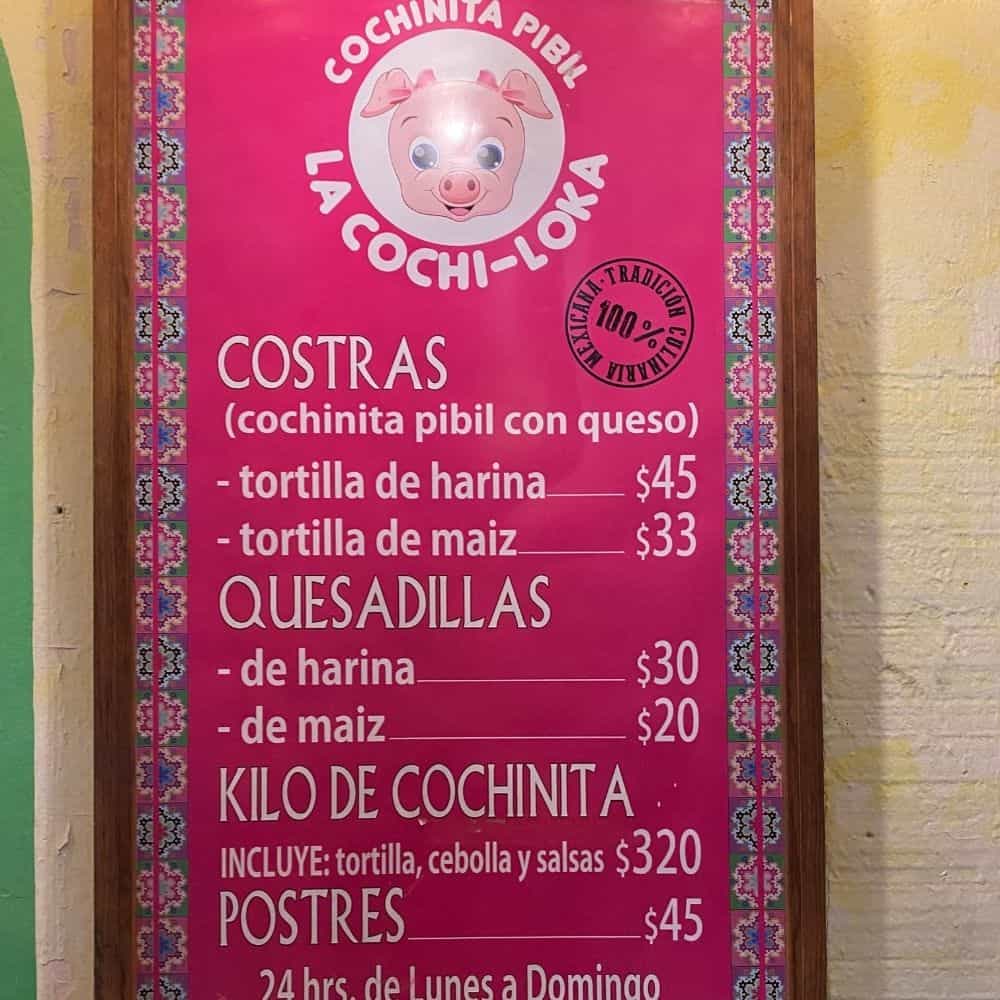 COCHINITA PIBIL
LA COCHI-LOKA
MEXICANA·TRADICIÓN CULINARIA
100%
COSTRAS
(cochinita pibil con queso)
- tortilla de harina $45
- tortilla de maiz $33
QUESADILLAS
- de harina $30
- de maiz $20
KILO DE COCHINITA
INCLUYE: tortilla, cebolla y salsas $320
POSTRES $45
24 hrs. de Lunes a Domingo